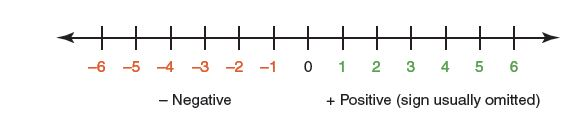 –6 –5 –4 –3 –2 –1 0 1 2 3 4 5 6
– Negative + Positive (sign usually omitted)